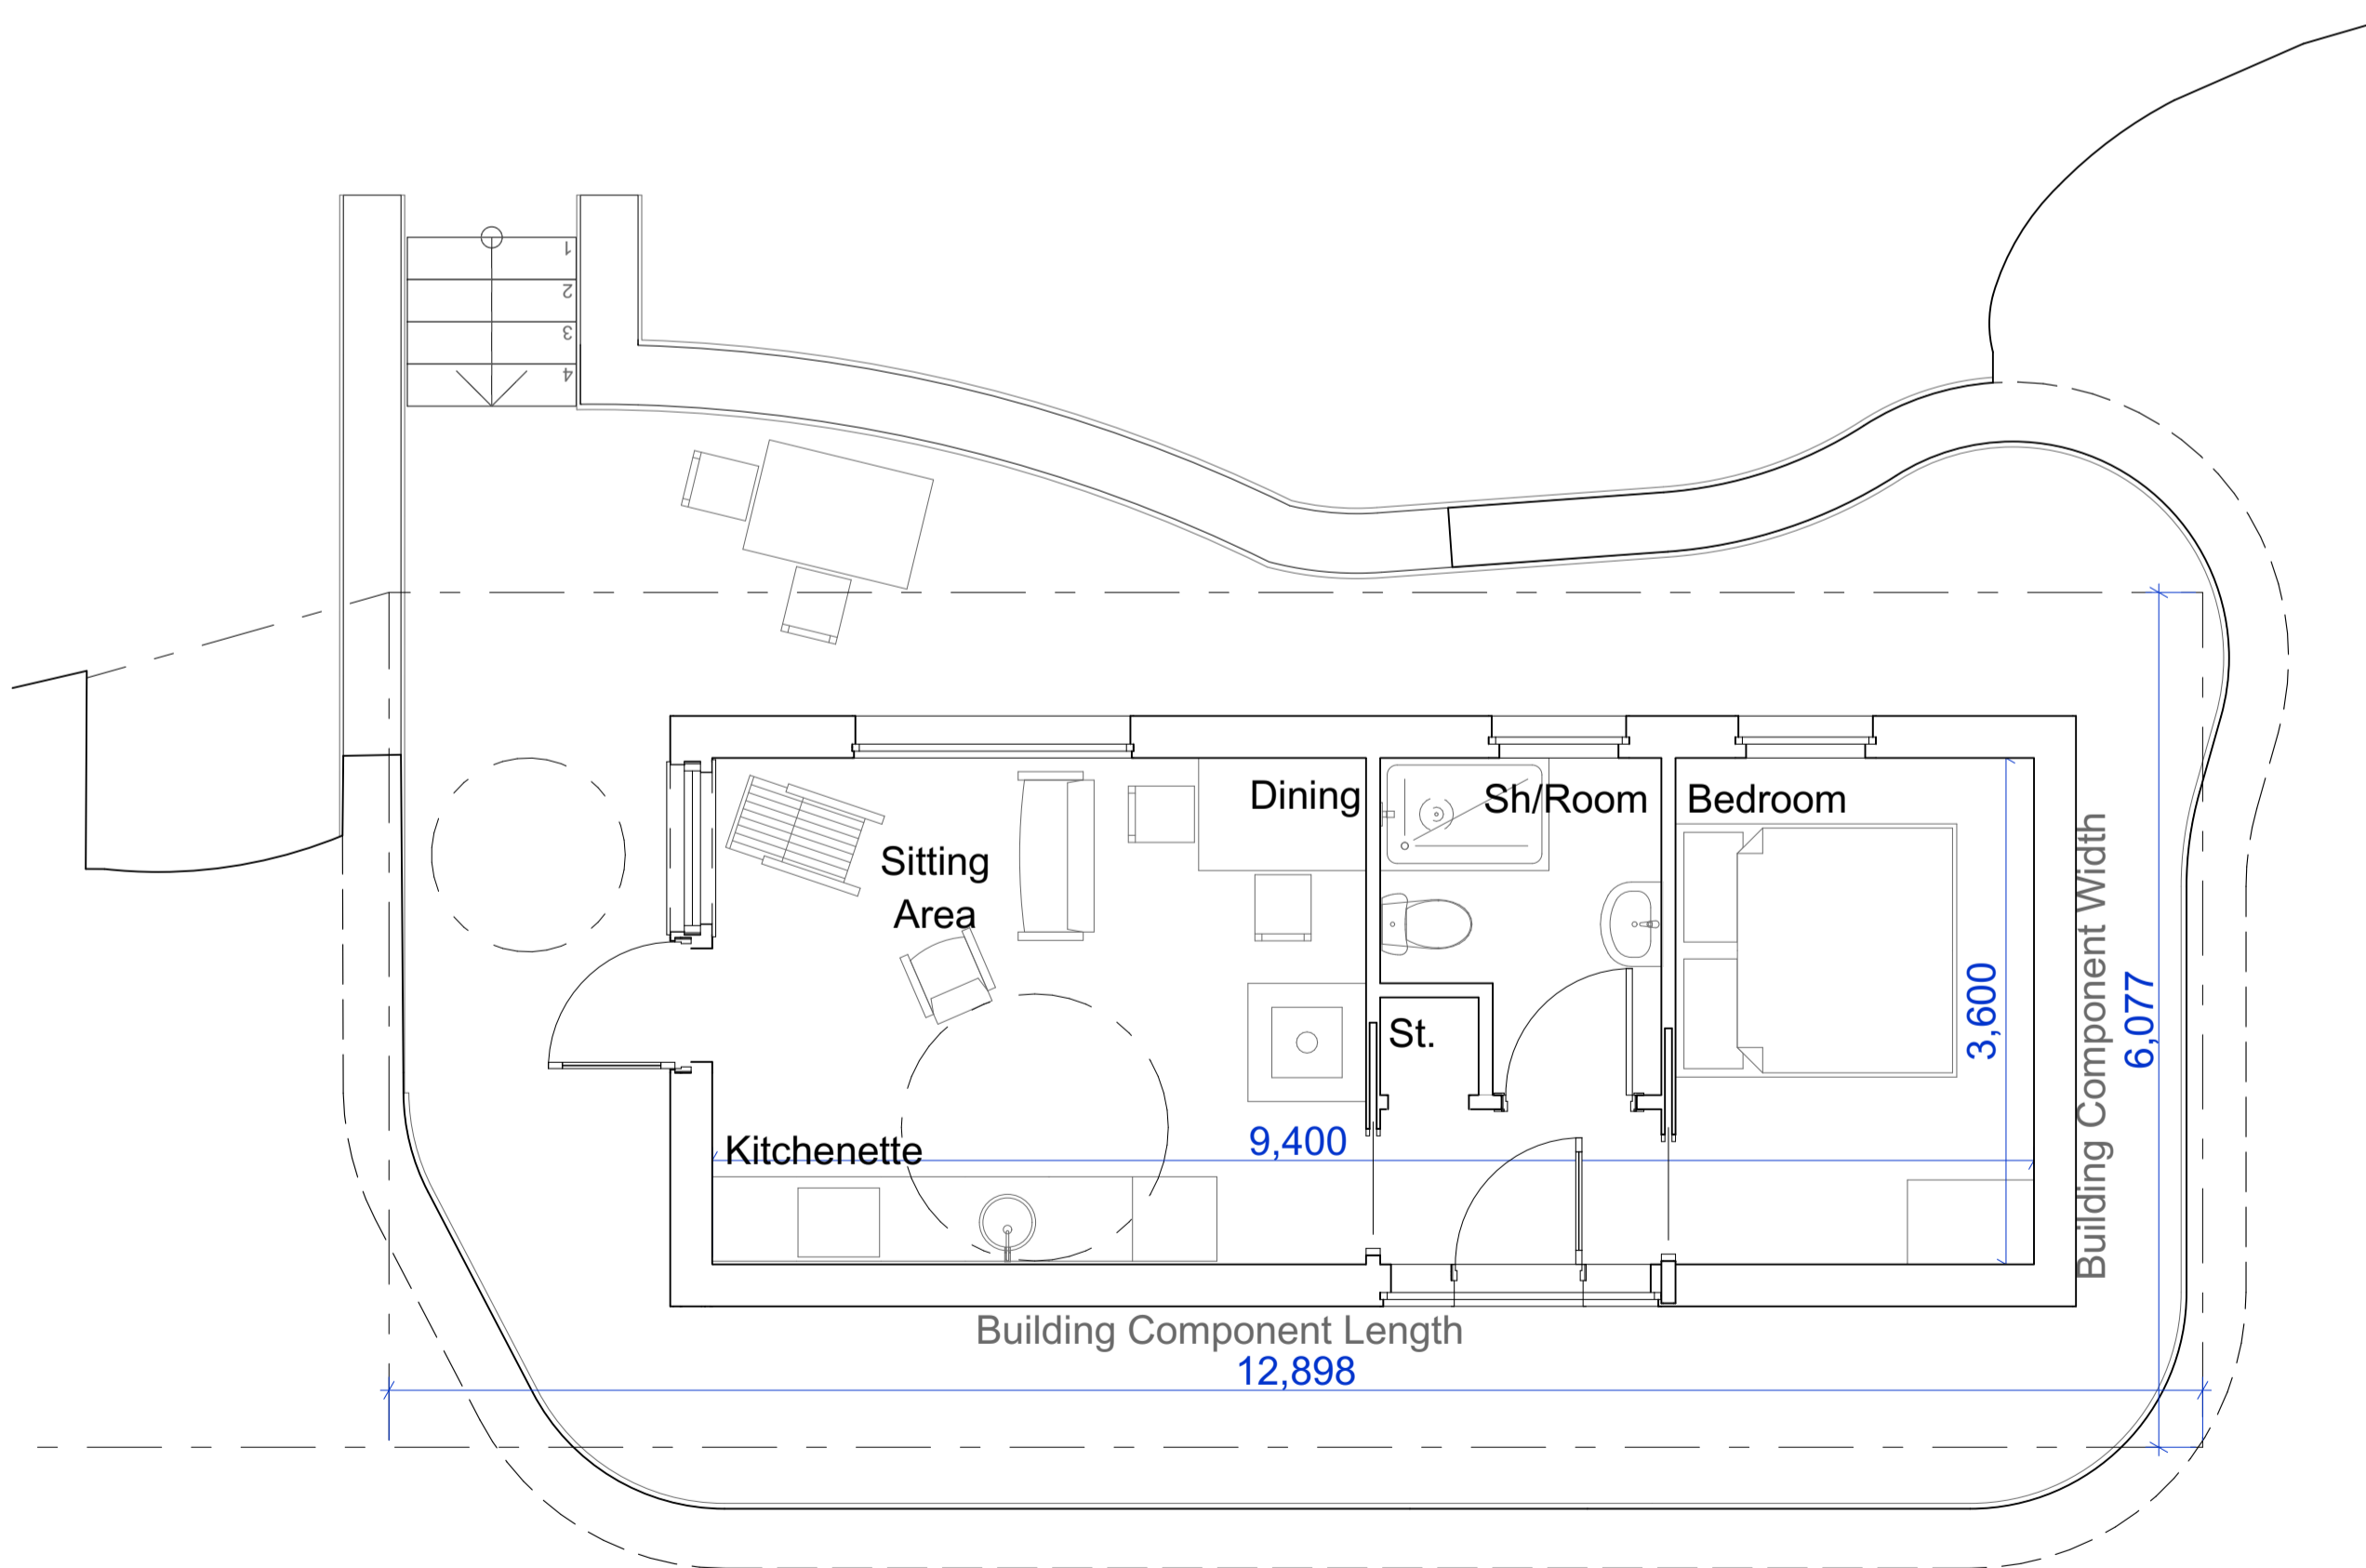 1
2
3
4
Dining
Sh/Room
Bedroom
Sitting
Area
St.
3,600
Building Component Width
6,077
Kitchenette
9,400
Building Component Length
12,898